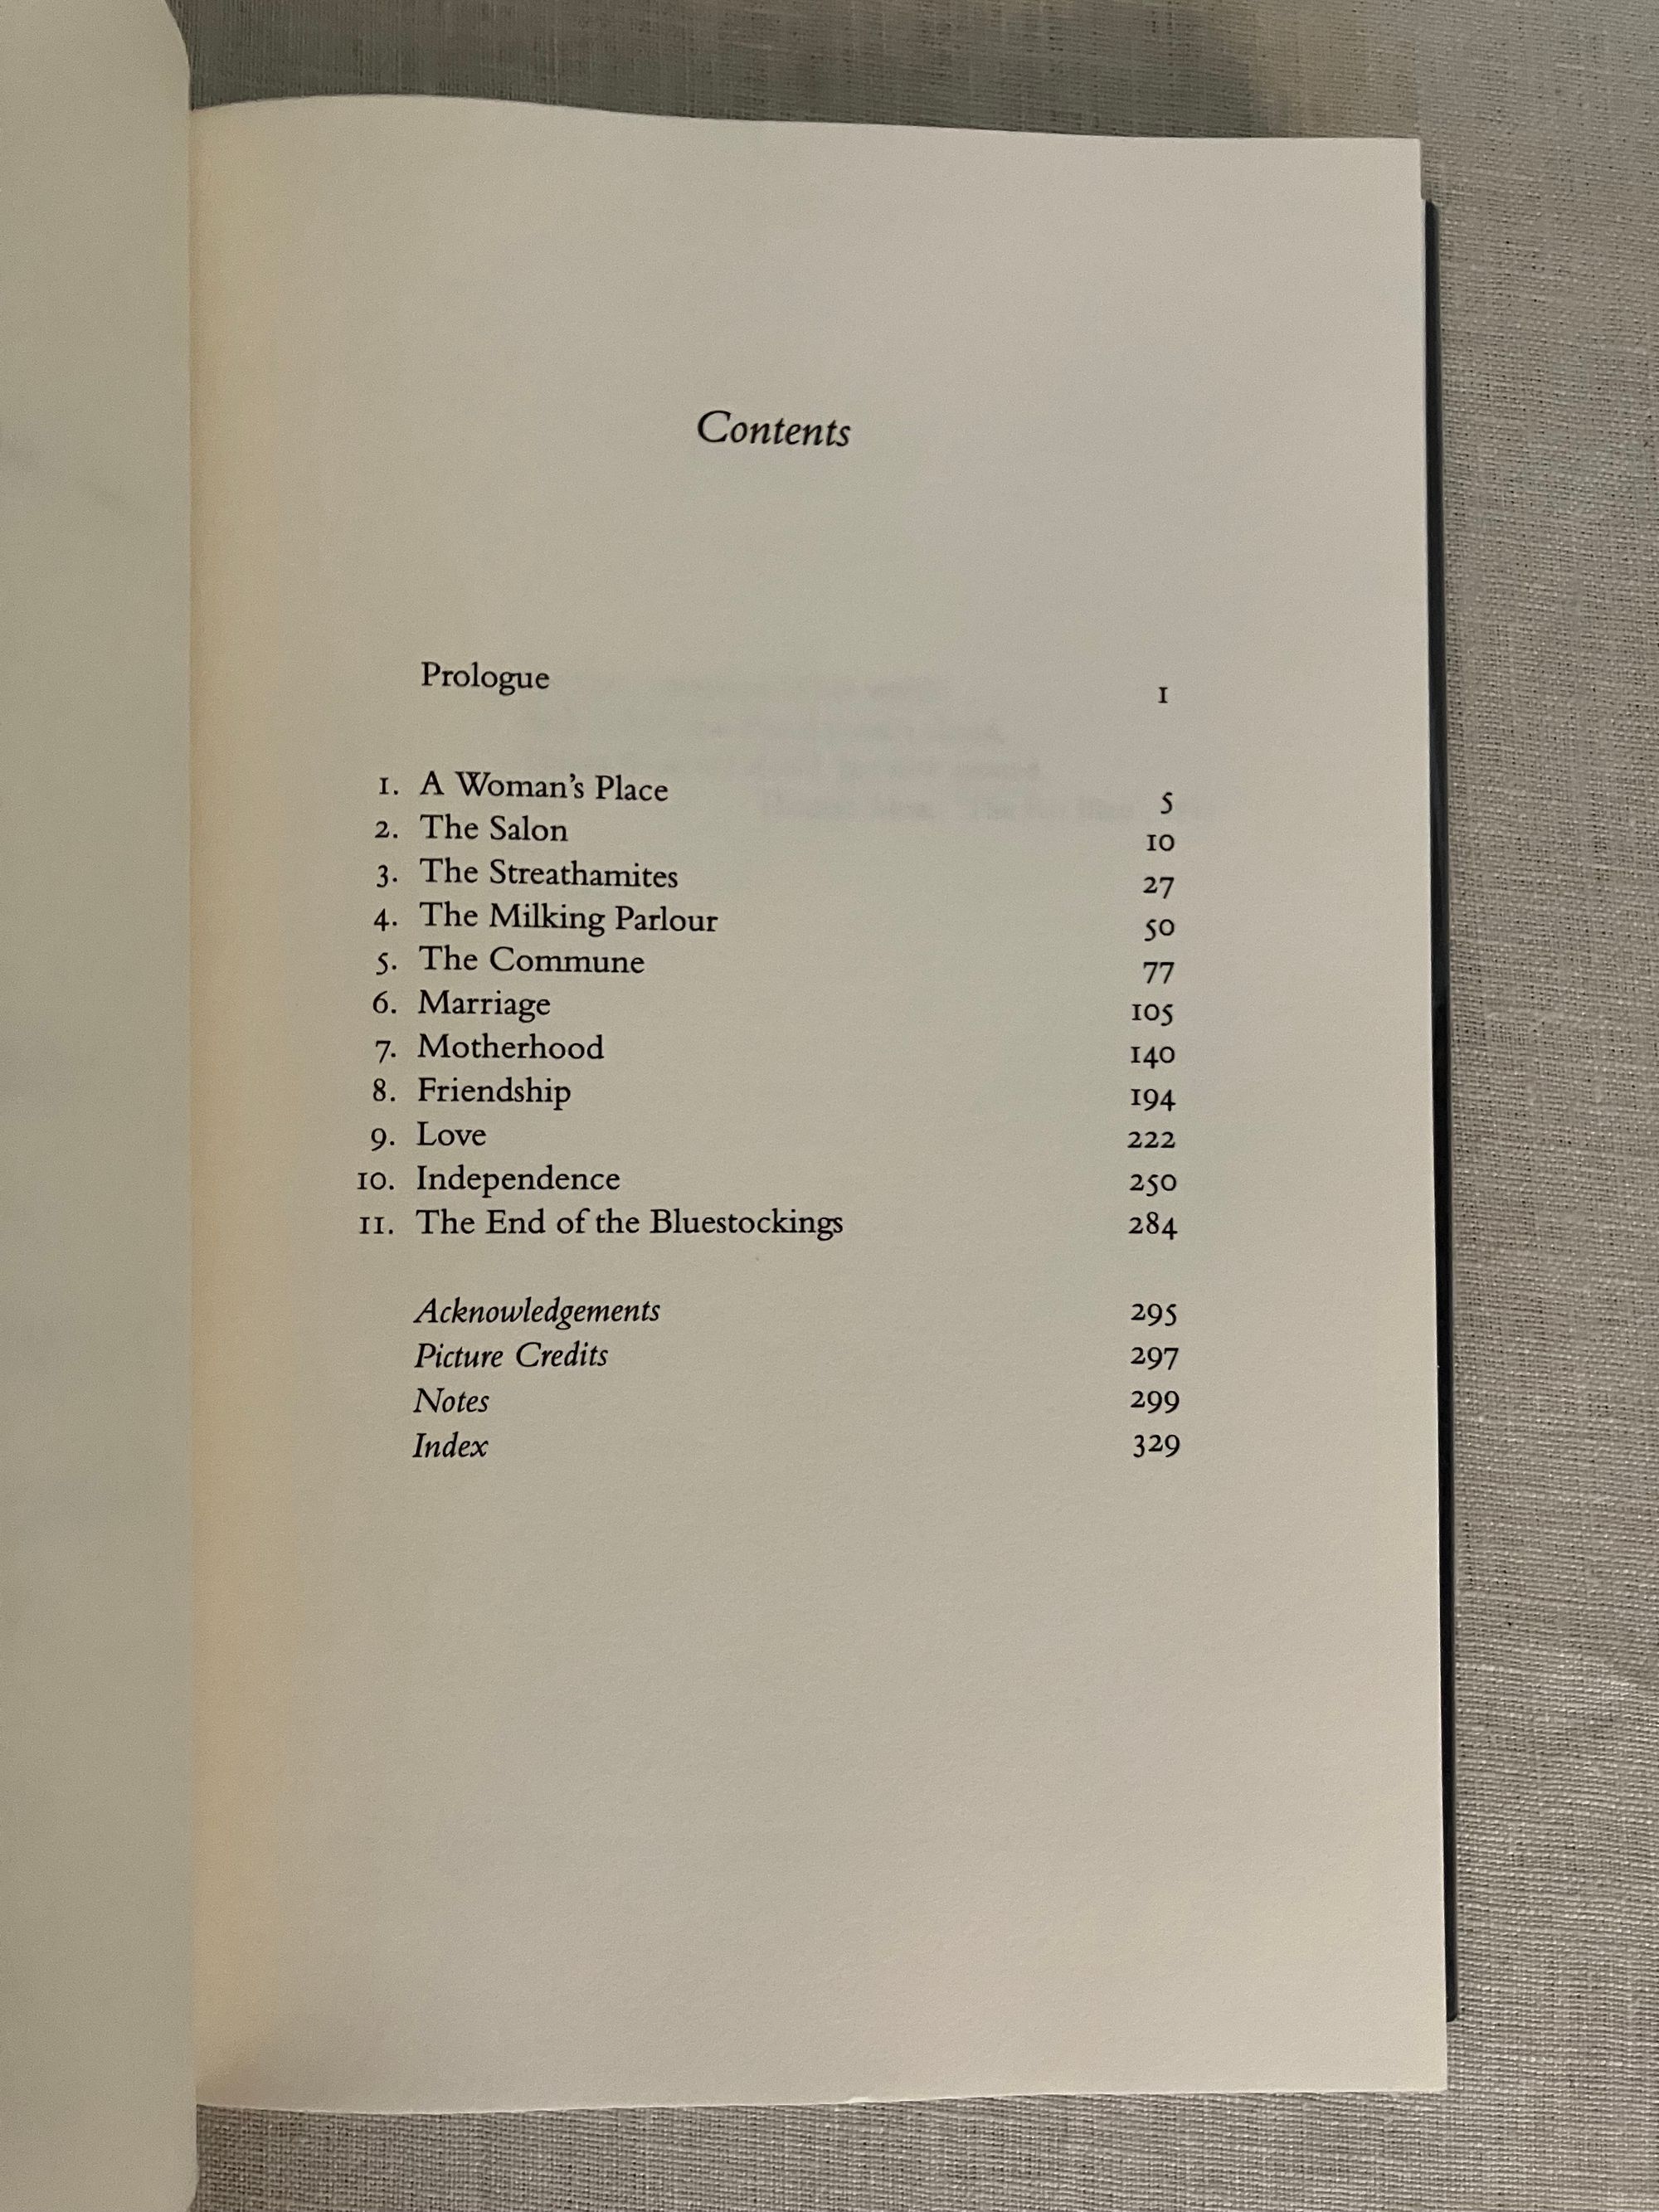 Contents
Prologue 1
1. A Woman’s Place 5
2. The Salon 10
3. The Streathamites 27
4. The Milking Parlour 50
5. The Commune 77
6. Marriage 105
7. Motherhood 140
8. Friendship 194
9. Love 222
10. Independence 250
11. The End of the Bluestockings 284
Acknowledgements 295
Picture Credits 297
Notes 299
Index 329